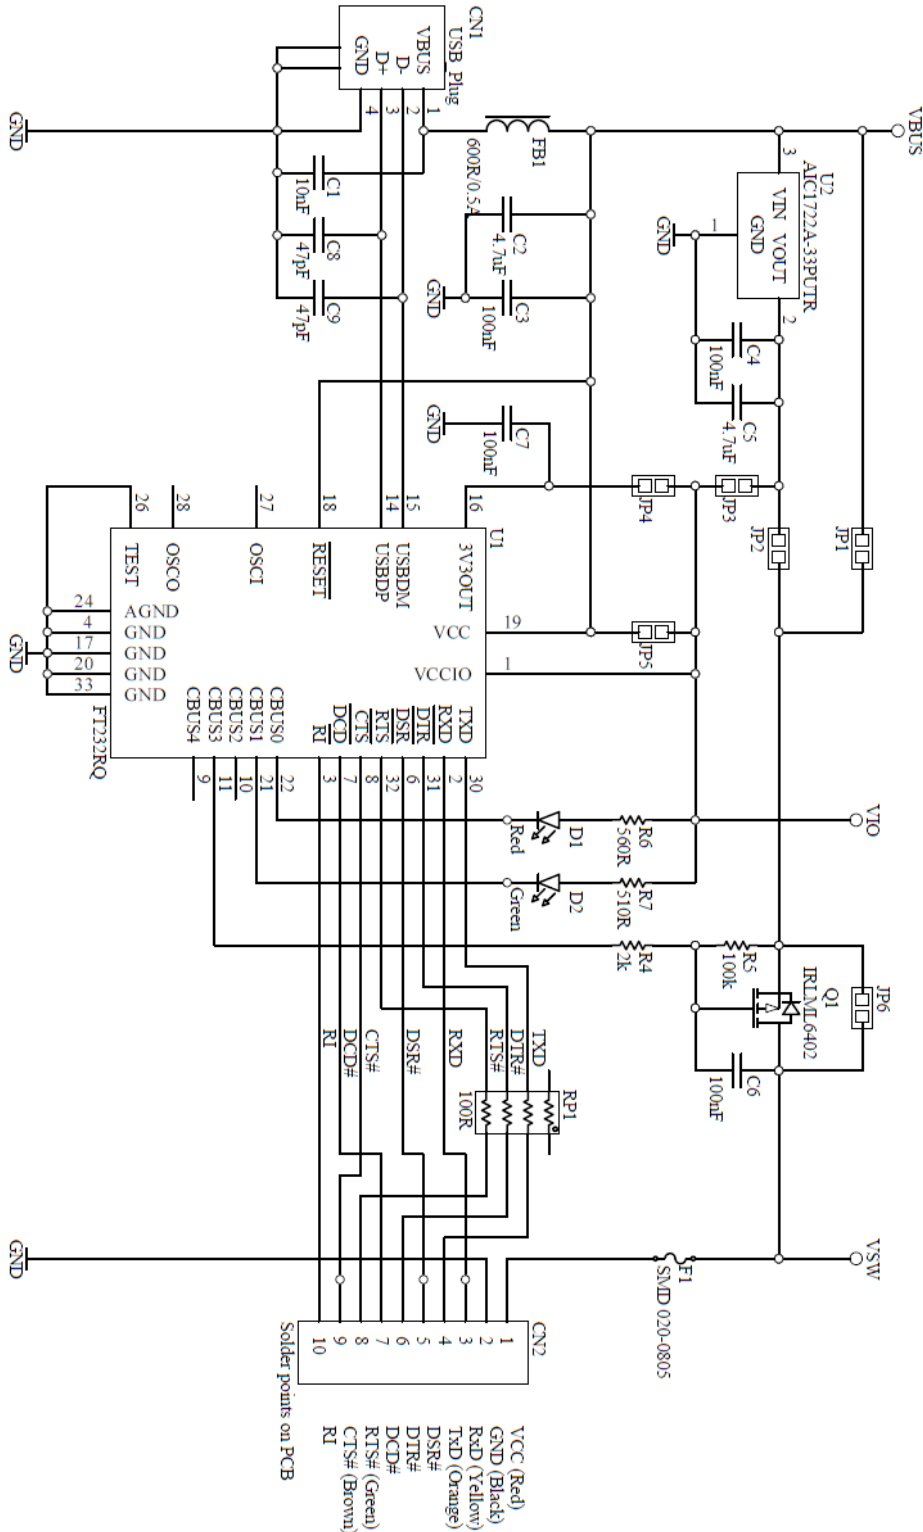 CN1
USB Plug
VBUS
D-
D+
GND
1
2
3
4
GND
C1
10nF
C8
47pF
C9
47pF
FB1
600R/0.5A
C2
4.7uF
C3
100nF
GND
VBUS
U2
AIC1722A-33PUTR
VIN VOUT
GND
3
1
2
GND
C4
100nF
C5
4.7uF
C7
100nF
GND
JP4
JP3
JP2
JP1
JP5
U1
16
15
14
18
27
28
26
3V3OUT
USBDM
USBDP
RESET
OSCI
OSCO
TEST
24
4
17
20
33
AGND
GND
GND
GND
GND
GND
19
1
VCC
VCCIO
TXD
RXD
DTR
DSR
RTS
CTS
DCD
RI
CBUS0
CBUS1
CBUS2
CBUS3
CBUS4
30
2
31
6
32
8
7
3
22
21
10
11
9
FT232RQ
VIO
D1
Red
R6
560R
D2
Green
R7
510R
R4
2k
R5
100k
Q1
IRLML6402
JP6
C6
100nF
TXD
DTR#
RTS#
RXD
DSR#
CTS#
DCD#
RI
RP1
100R
VSW
F1
SMD 020-0805
GND
CN2
1
2
3
4
5
6
7
8
9
10
Solder points on PCB
VCC (Red)
GND (Black)
RxD (Yellow)
TxD (Orange)
DSR#
DTR#
DCD#
RTS# (Green)
CTS# (Brown)
RI